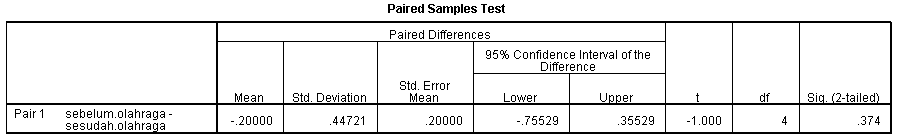 Paired Samples Test
Paired Differences
95% Confidence Interval of the
Difference
Mean Std. Deviation Std. Error
Mean Lower Upper t df Sig. (2-tailed)
Pair 1 sebelum.olahraga -
sesudah.olahraga -.20000 .44721 .20000 -.75529 .35529 -1.000 4 .374